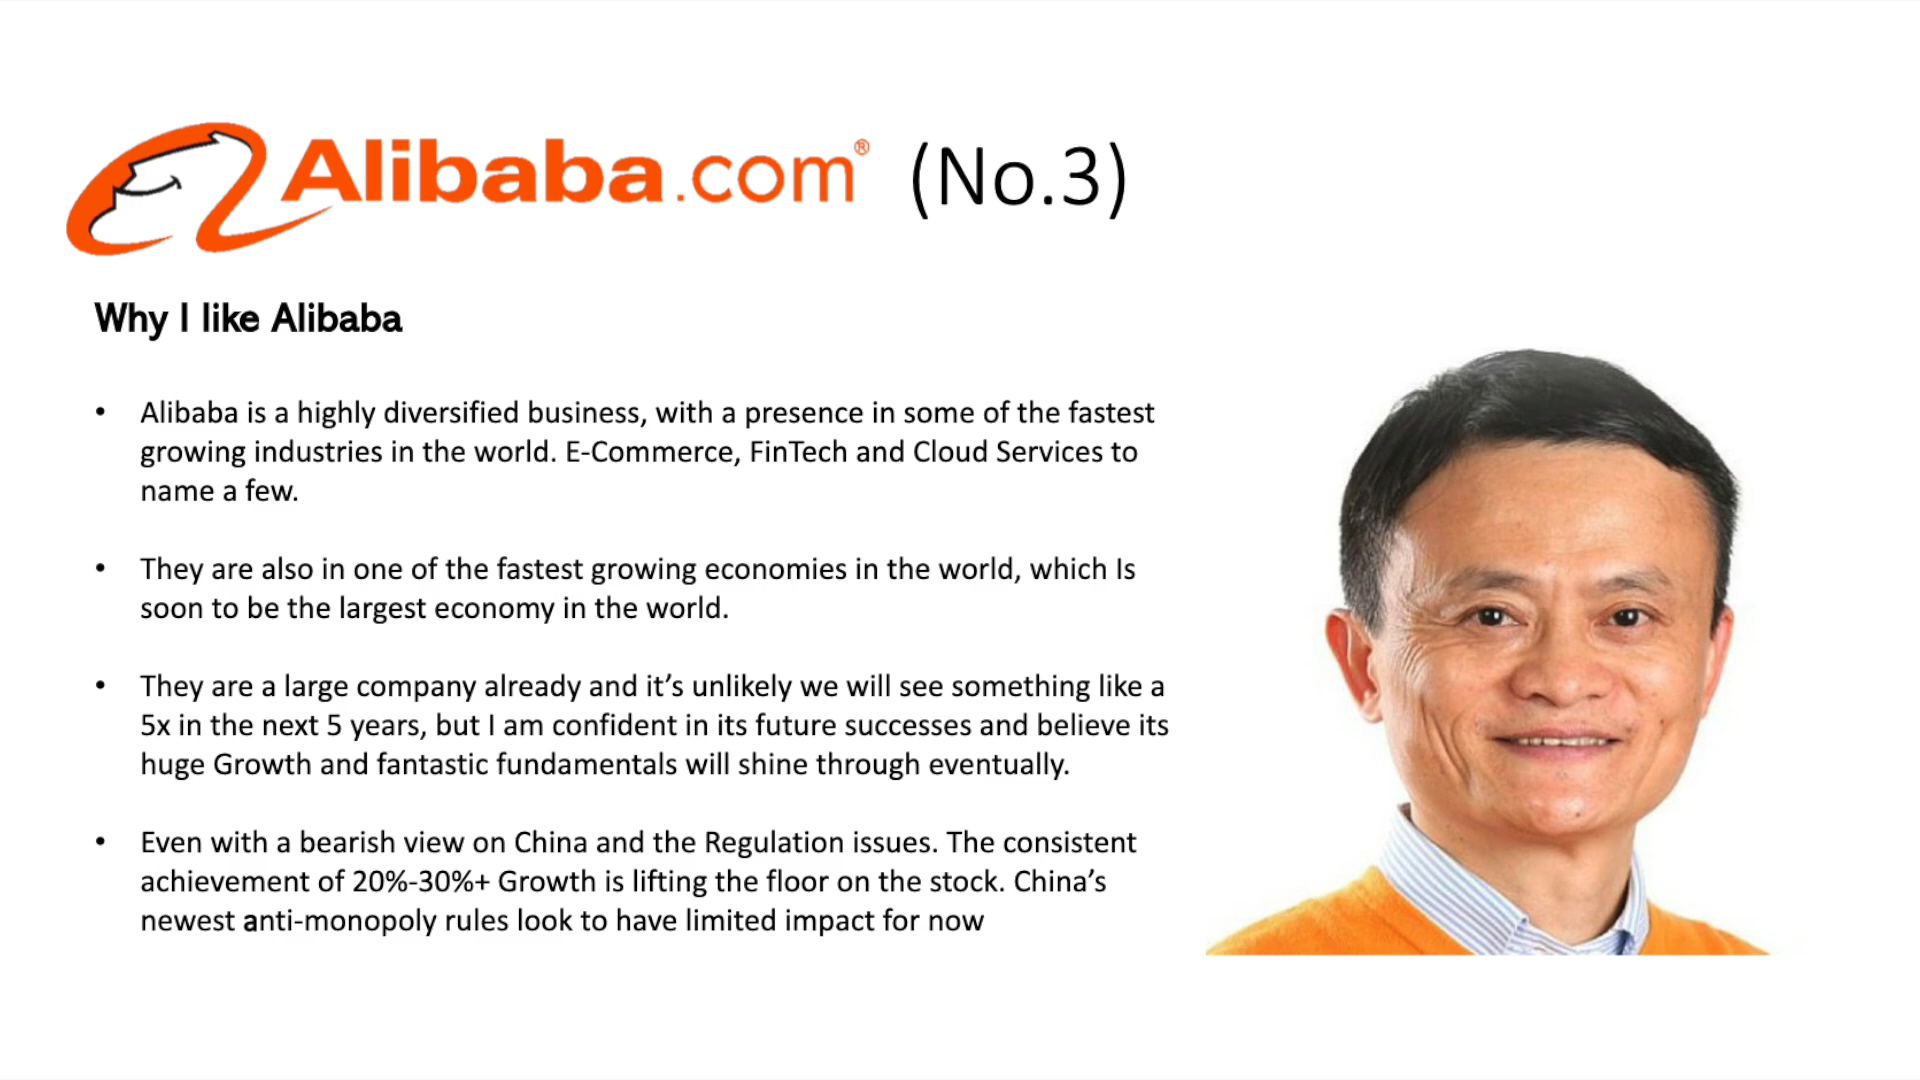 Alibaba.com® (No.3)
Why I like Alibaba
• Alibaba is a highly diversified business, with a presence in some of the fastest
growing industries in the world. E-Commerce, FinTech and Cloud Services to
name a few.
• They are also in one of the fastest growing economies in the world, which Is
soon to be the largest economy in the world.
• They are a large company already and it’s unlikely we will see something like a
5x in the next 5 years, but I am confident in its future successes and believe its
huge Growth and fantastic fundamentals will shine through eventually.
• Even with a bearish view on China and the Regulation issues. The consistent
achievement of 20%-30%+ Growth is lifting the floor on the stock. China’s
newest anti-monopoly rules look to have limited impact for now